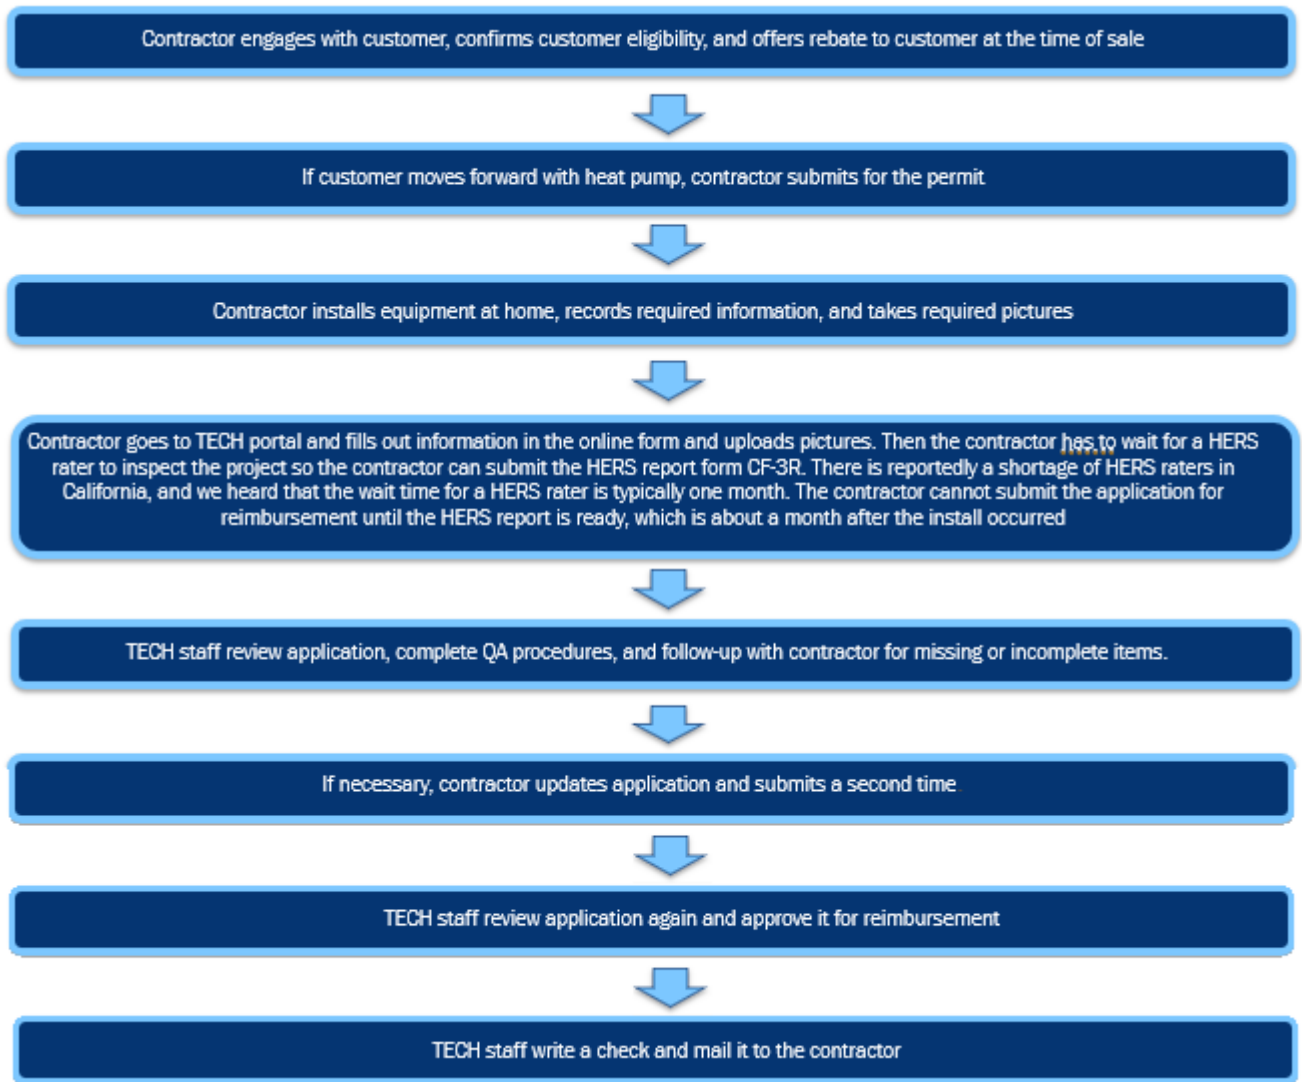 Contractor engages with customer, confirms customer eligibility, and offers rebate to customer at the time of sale
If customer moves forward with heat pump, contractor submits for the permit
Contractor installs equipment at home, records required information, and takes required pictures
Contractor goes to TECH portal and fills out information in the online form and uploads pictures. Then the contractor has to wait for a HERS
rater to inspect the project so the contractor can submit the HERS report form CF-3R. There is reportedly a shortage of HERS raters in
California, and we heard that the wait time for a HERS rater is typically one month. The contractor cannot submit the application for
reimbursement until the HERS report is ready, which is about a month after the install occurred
TECH staff review application, complete QA procedures, and follow-up with contractor for missing or incomplete items.
If necessary, contractor updates application and submits a second time
TECH staff review application again and approve it for reimbursement
TECH staff write a check and mail it to the contractor